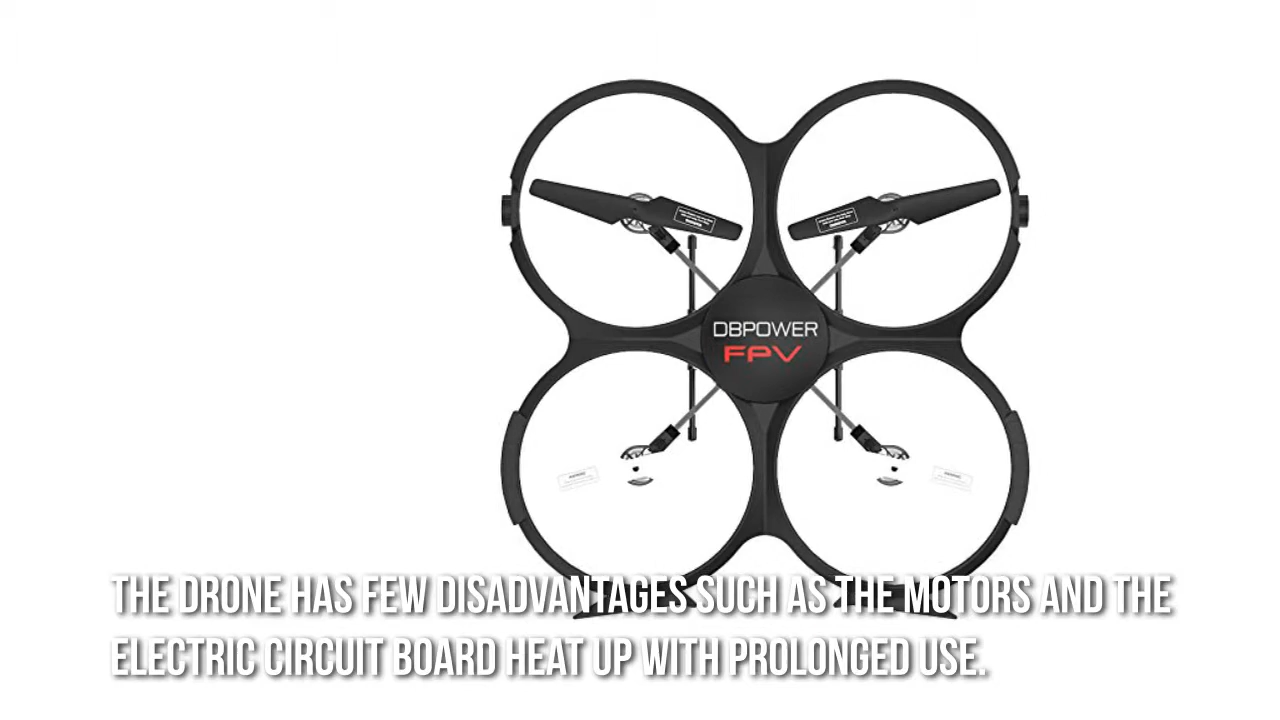 DBPOWER
FPV
THE DRONE HAS FEW DISADVANTAGES SUCH AS THE MOTORS AND THE
ELECTRIC CIRCUIT BOARD HEAT UP WITH PROLONGED USE.